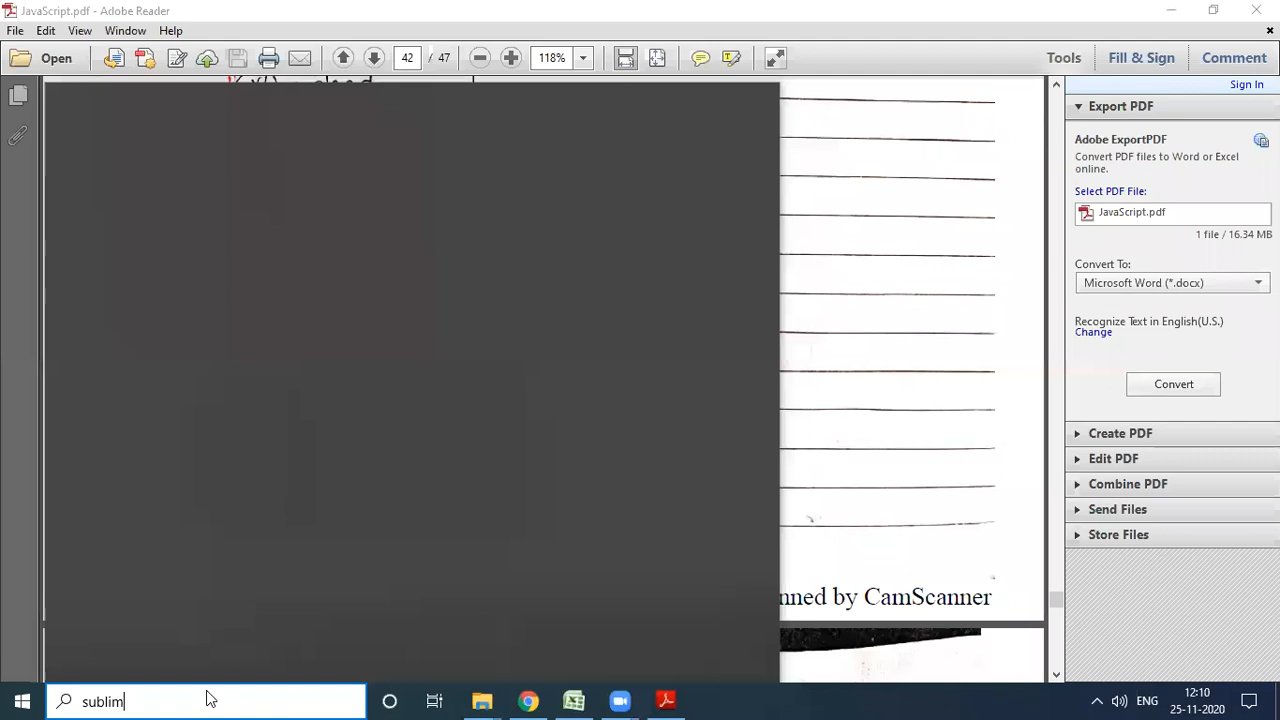 JavaScript.pdf - Adobe Reader
File Edit View Window Help
Open
42 / 47
118%
Tools
Fill & Sign
Comment
Sign In
Export PDF
Adobe ExportPDF
Convert PDF files to Word or Excel
online.
Select PDF File:
JavaScript.pdf
1 file / 16.34 MB
Convert To:
Microsoft Word (*.docx)
Recognize Text in English(U.S.)
Change
Convert
Create PDF
Edit PDF
Combine PDF
Send Files
Store Files
nned by CamScanner
sublim
ENG
12:10
25-11-2020